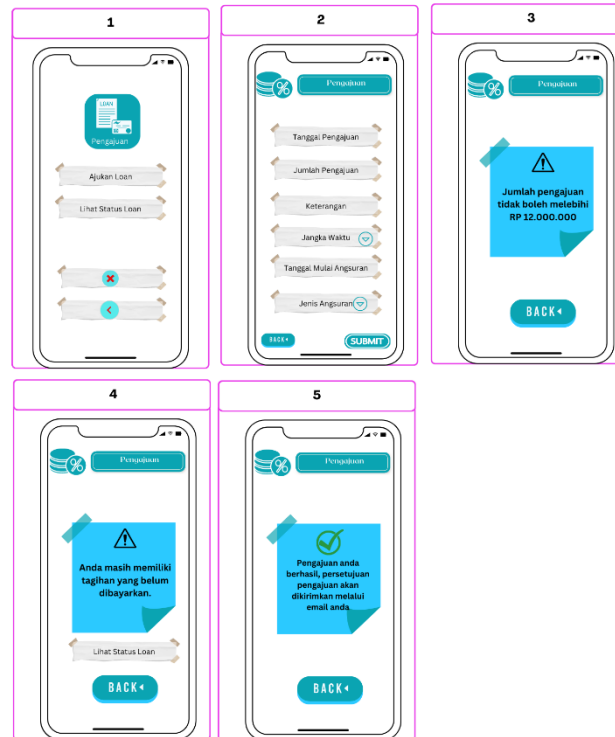 1
LOAN
Pengajuan
Ajukan Loan
Lihat Status Loan
2
Pengajuan
Tanggal Pengajuan
Jumlah Pengajuan
Keterangan
Jangka Waktu
Tanggal Mulai Angsuran
Jenis Angsuran
BACK
SUBMIT
3
Pengajuan
Jumlah pengajuan
tidak boleh melebihi
RP 12.000.000
BACK
4
Pengajuan
Anda masih memiliki
tagihan yang belum
dibayarkan.
Lihat Status Loan
BACK
5
Pengajuan
Pengajuan anda
berhasil, persetujuan
pengajuan akan
dikirimkan melalui
email anda
BACK